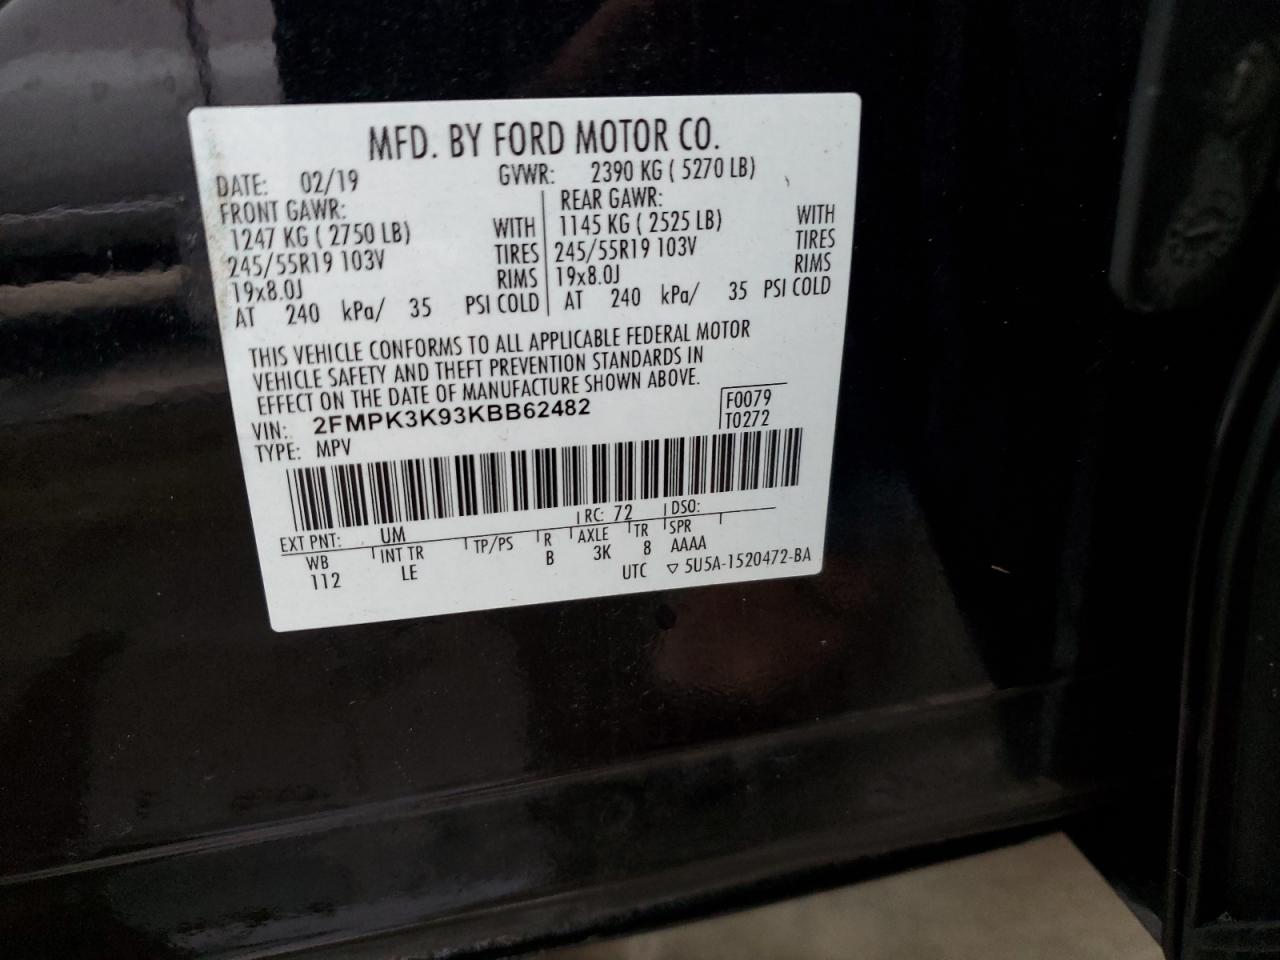 MFD. BY FORD MOTOR CO.
DATE: 02/19 GVWR: 2390 KG ( 5270 LB)
FRONT GAWR: REAR GAWR:
1247 KG ( 2750 LB) WITH 1145 KG ( 2525 LB) WITH
245/55R19 103V TIRES 245/55R19 103V TIRES
19x8.0J RIMS 19x8.0J RIMS
AT 240 kPa/ 35 PSI COLD AT 240 kPa/ 35 PSI COLD
THIS VEHICLE CONFORMS TO ALL APPLICABLE FEDERAL MOTOR
VEHICLE SAFETY AND THEFT PREVENTION STANDARDS IN
EFFECT ON THE DATE OF MANUFACTURE SHOWN ABOVE.
VIN: 2FMPK3K93KBB62482 F0079
TYPE: MPV T0272
EXT PNT: UM RC: 72 DSO:
WB INT TR TP/PS R AXLE TR SPR
112 LE B 3K 8 AAAA
UTC ▽ 5U5A-1520472-BA